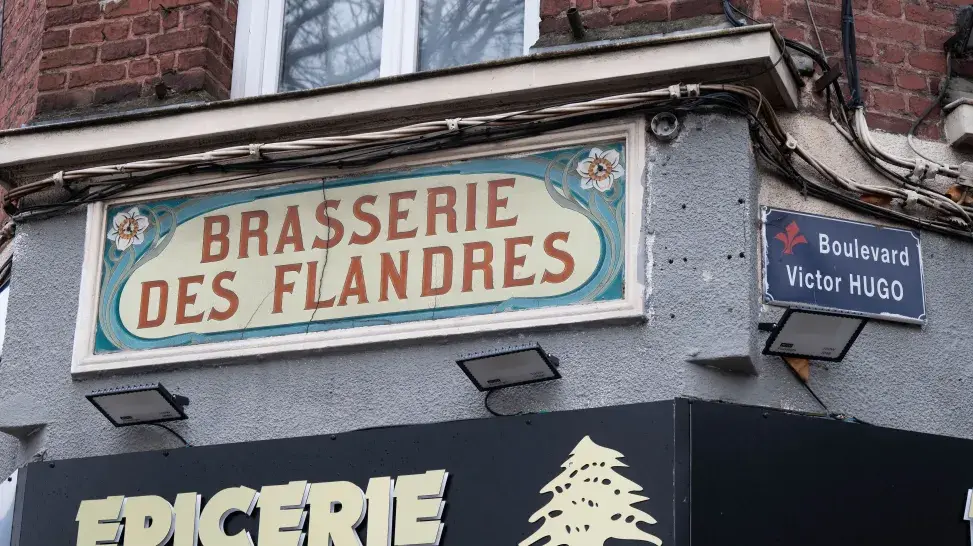 BRASSERIE
DES FLANDRES
Boulevard
Victor HUGO
EPICERIE